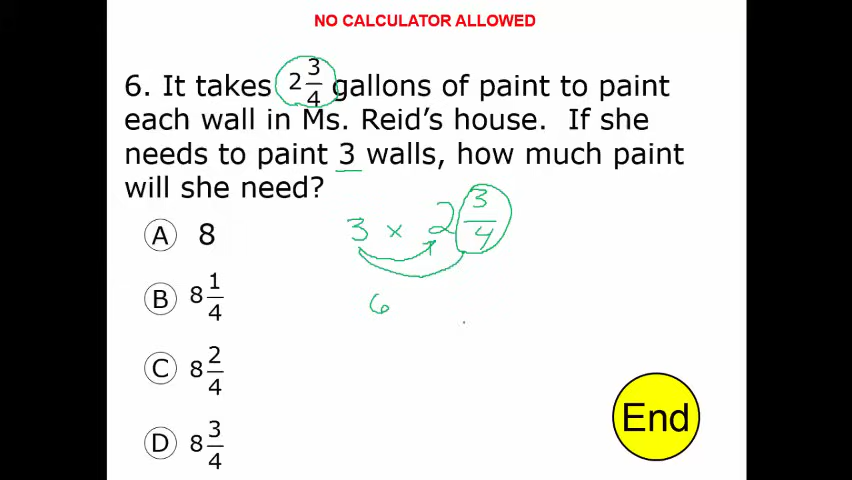 NO CALCULATOR ALLOWED
6. It takes 2 3/4 gallons of paint to paint
each wall in Ms. Reid's house. If she
needs to paint 3 walls, how much paint
will she need?
3 × 2 3/4
A 8
6
B 8 1/4
C 8 2/4
End
D 8 3/4